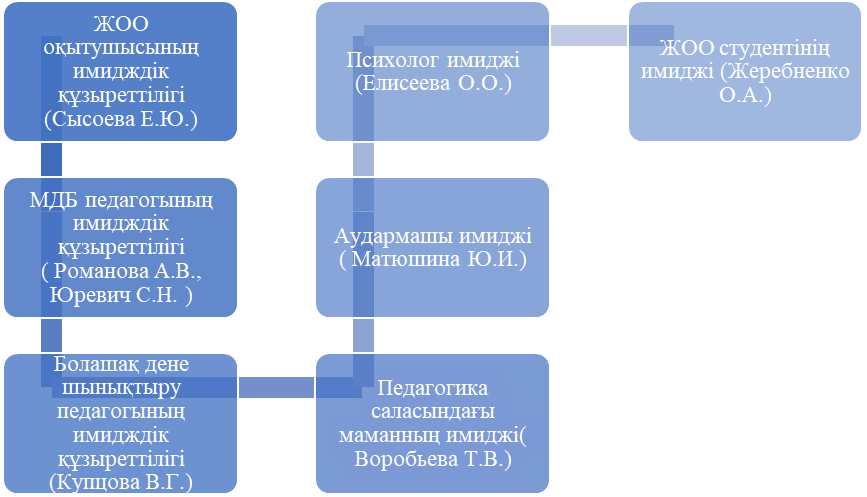 ЖОО
оқытушысының
имидждік
құзыреттілігі
(Сысоева Е.Ю.)
МДБ педагогының
имидждік
құзыреттілігі
( Романова А.В.,
Юревич С.Н. )
Болашақ дене
шынықтыру
педагогының
имидждік
құзыреттілігі
(Купцова В.Г.)
Педагогика
саласындағы
маманның имиджі(
Воробьева Т.В.)
Аудармашы имиджі
( Матюшина Ю.И.)
Психолог имиджі
(Елисеева О.О.)
ЖОО студентінің
имиджі (Жеребненко
О.А.)